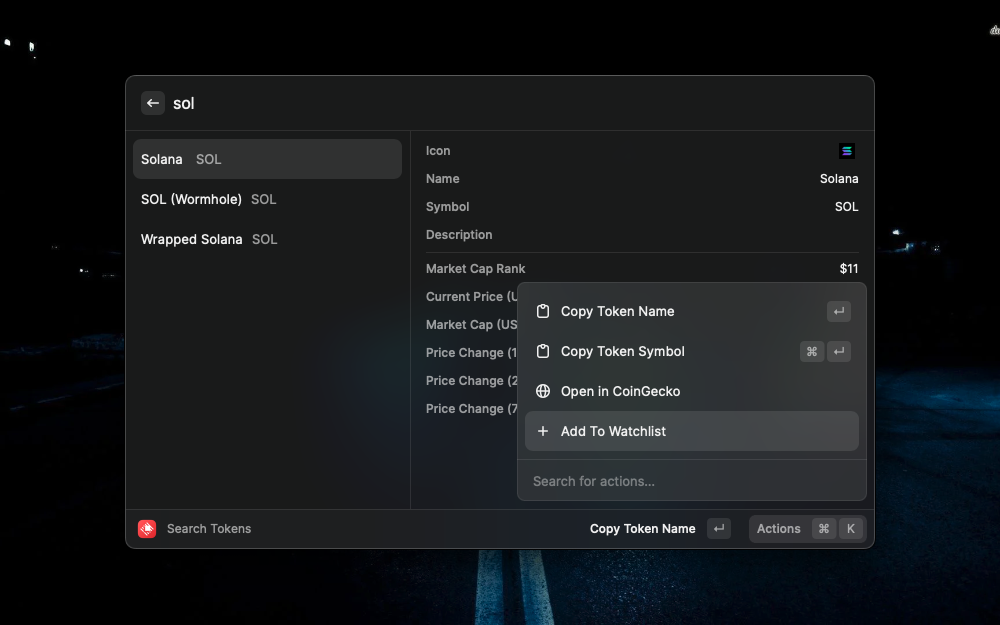 sol
Solana SOL
SOL (Wormhole) SOL
Wrapped Solana SOL
Icon
Name Solana
Symbol SOL
Description
Market Cap Rank $11
Current Price (U
Market Cap (US
Price Change (1
Price Change (2
Price Change (7
Copy Token Name
Copy Token Symbol ⌘
Open in CoinGecko
+ Add To Watchlist
Search for actions...
Search Tokens Copy Token Name Actions ⌘ K